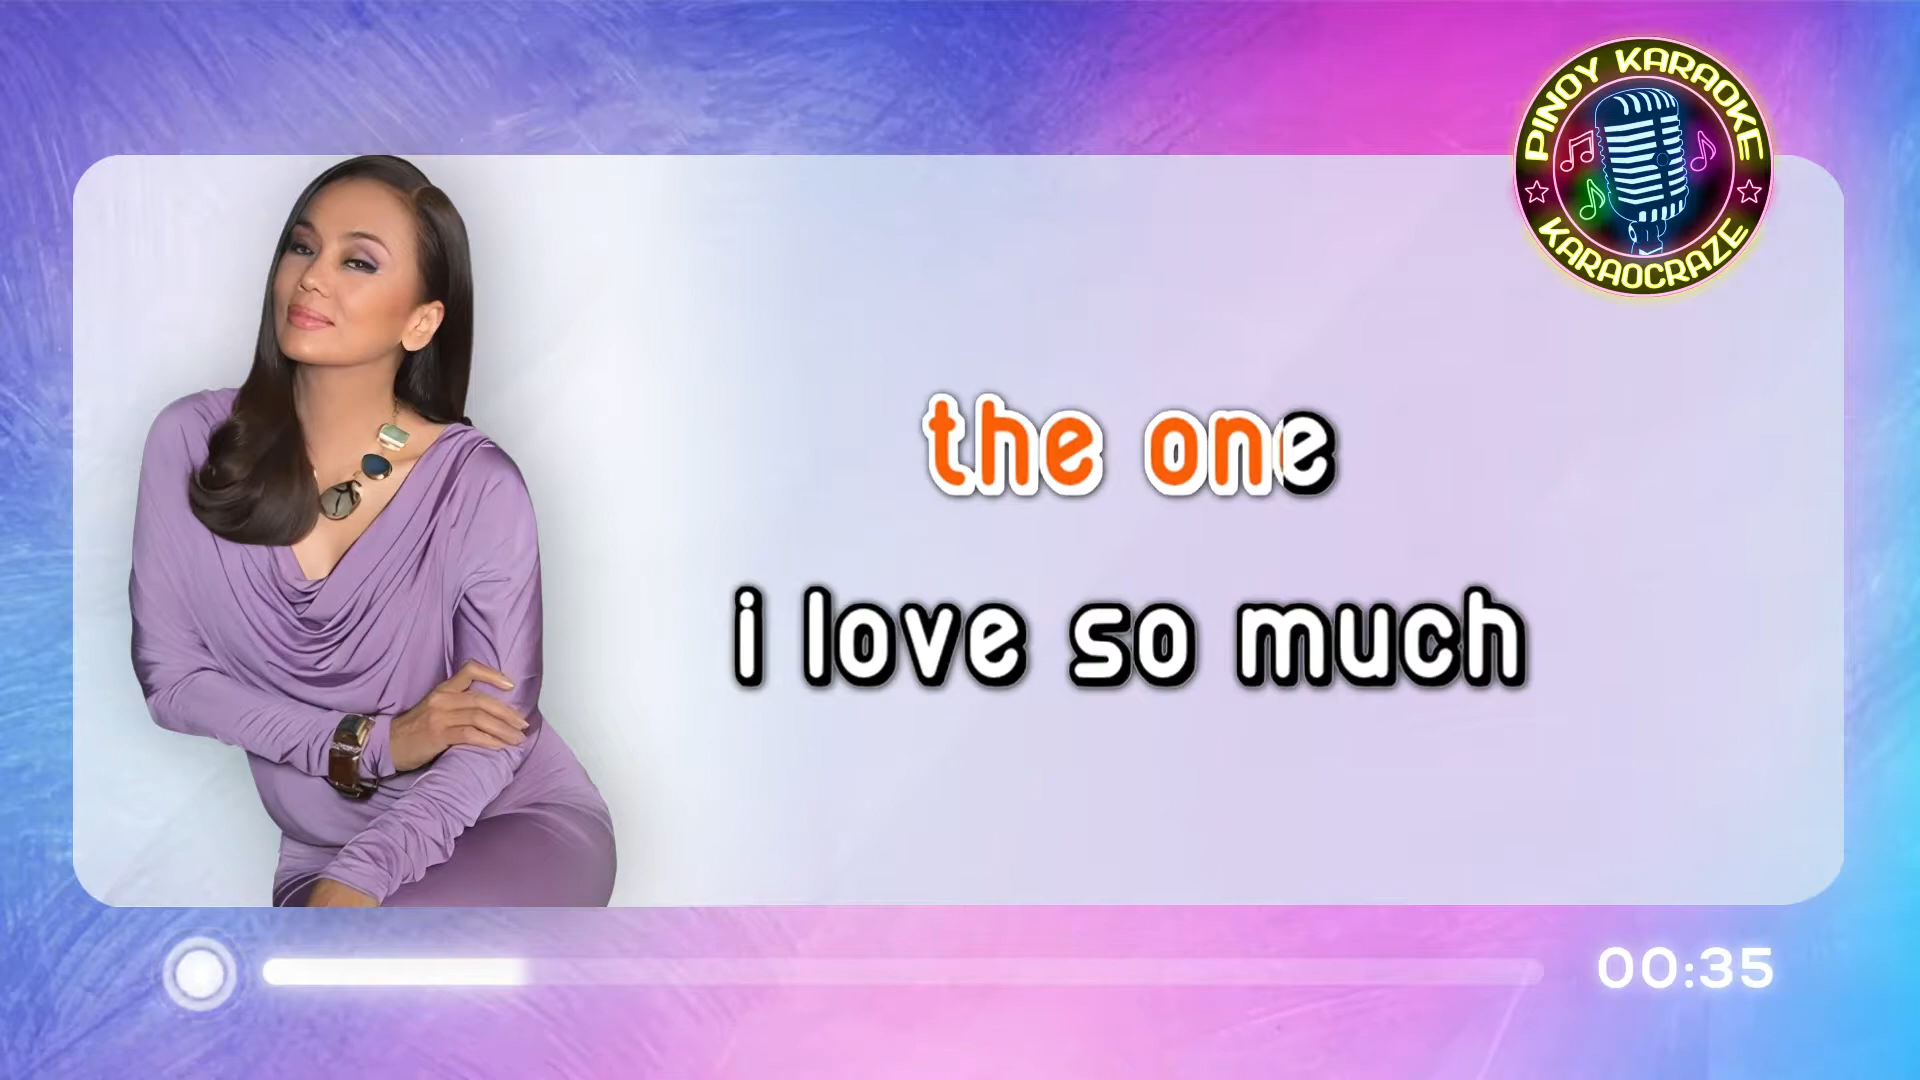 PINOY KARAOKE
KARAOCRAZE
the one
i love so much
00:35